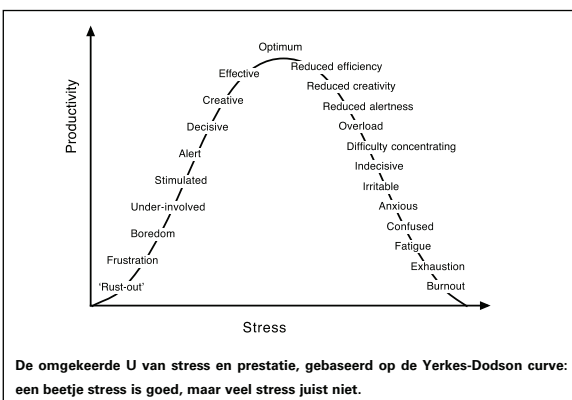 Optimum
Effective
Reduced efficiency
Reduced creativity
Creative
Reduced alertness
Decisive
Overload
Difficulty concentrating
Alert
Indecisive
Stimulated
Irritable
Under-involved
Anxious
Confused
Boredom
Fatigue
Frustration
Exhaustion
'Rust-out'
Burnout
Productivity
Stress
De omgekeerde U van stress en prestatie, gebaseerd op de Yerkes-Dodson curve:
een beetje stress is goed, maar veel stress juist niet.